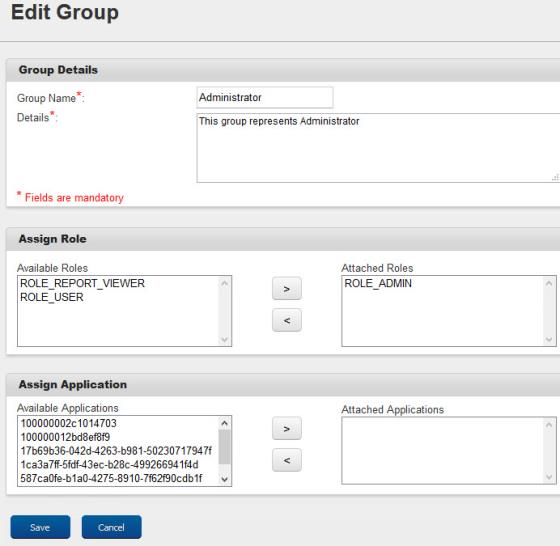 Edit Group
Group Details
Group Name*:
Administrator
Details*:
This group represents Administrator
* Fields are mandatory
Assign Role
Available Roles
Attached Roles
ROLE_REPORT_VIEWER
ROLE_USER
>
<
ROLE_ADMIN
Assign Application
Available Applications
Attached Applications
100000002c1014703
100000012bd8ef8f9
17b69b36-042d-4263-b981-50230717947f
1ca3a7ff-5fdf-43ec-b28c-499266941f4d
587ca0fe-b1a0-4275-8910-7f62f90cdb1f
>
<
Save
Cancel